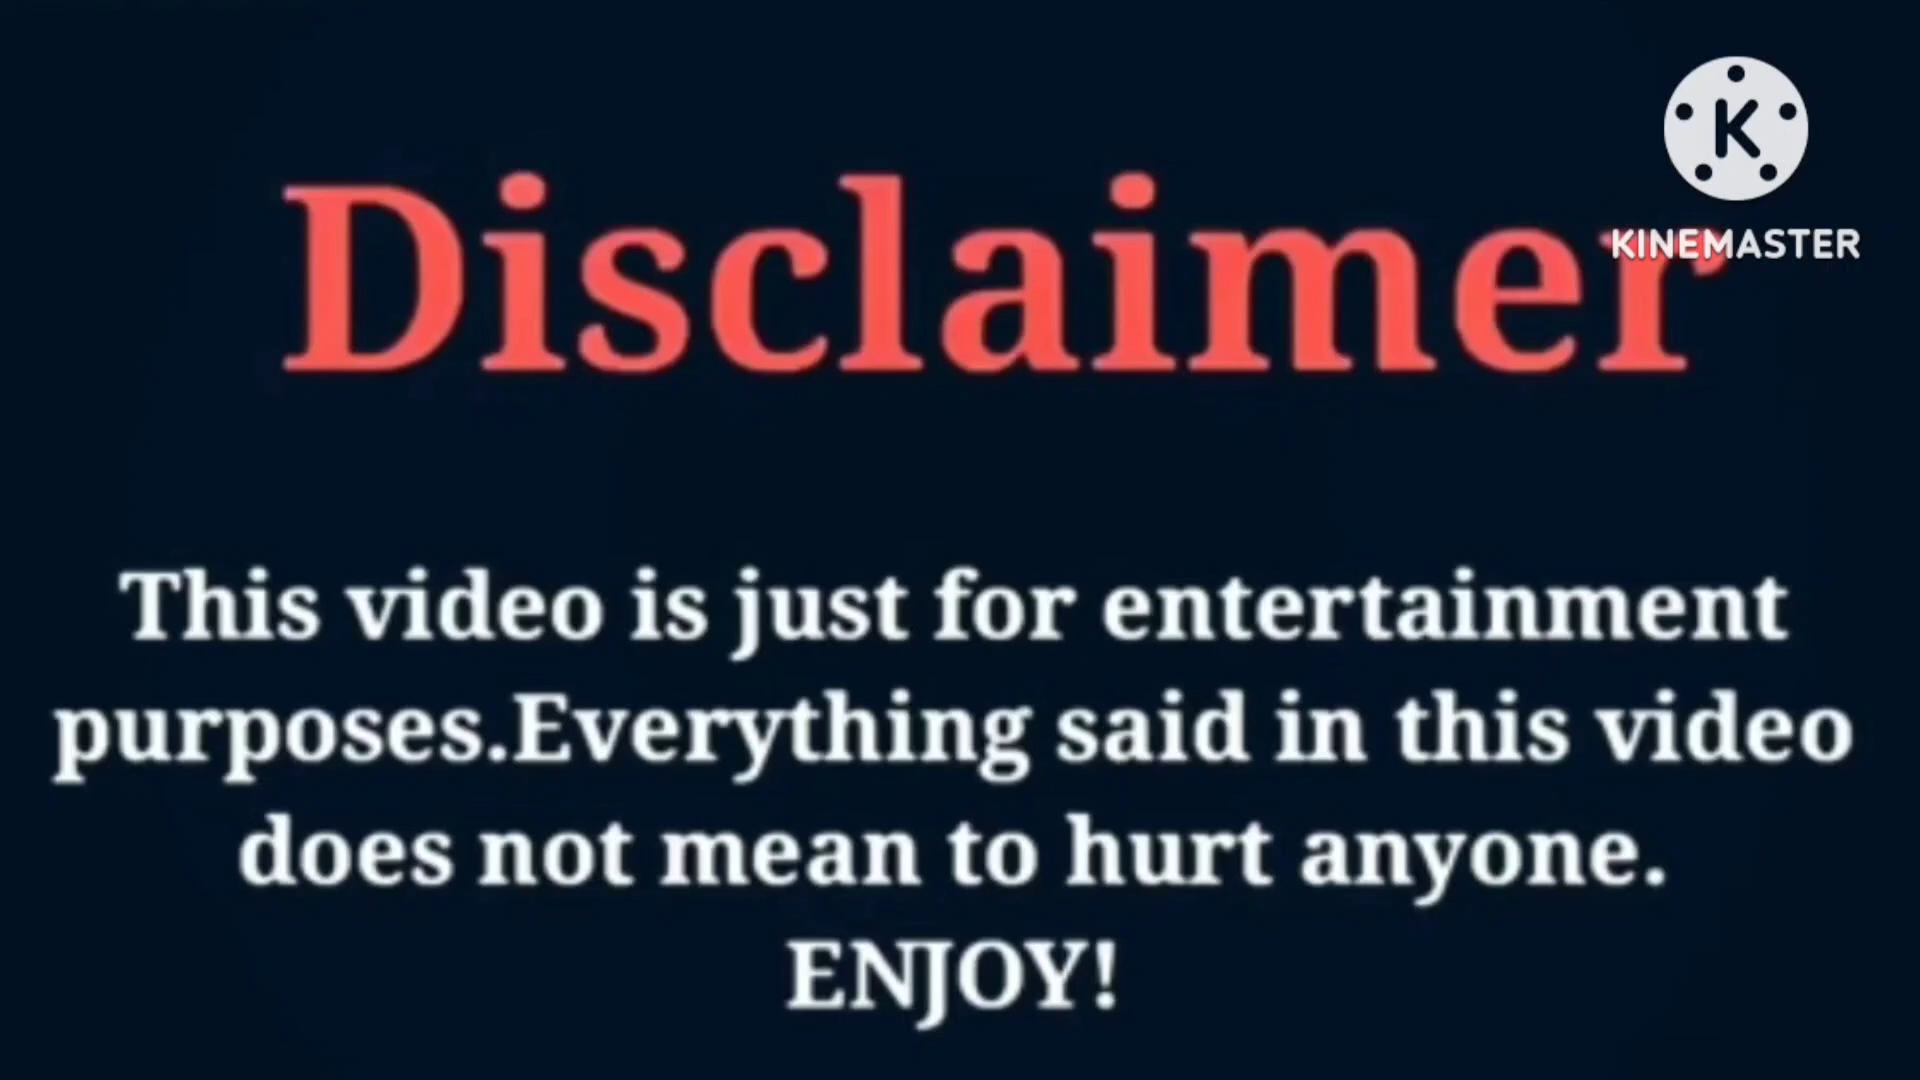 K
KINEMASTER
Disclaimer
This video is just for entertainment
purposes.Everything said in this video
does not mean to hurt anyone.
ENJOY!